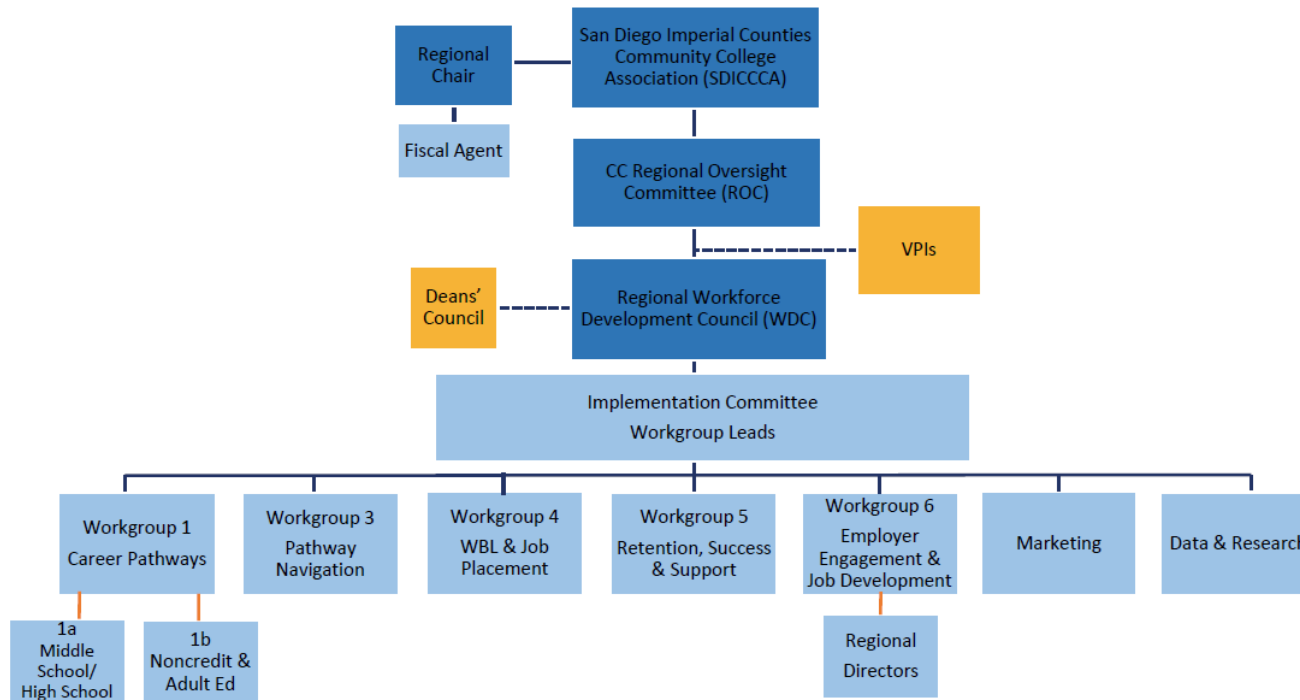 San Diego Imperial Counties
Community College
Association (SDICCCA)
Regional
Chair
Fiscal Agent
CC Regional Oversight
Committee (ROC)
VPIs
Deans'
Council
Regional Workforce
Development Council (WDC)
Implementation Committee
Workgroup Leads
Workgroup 1
Career Pathways
Workgroup 3
Pathway
Navigation
Workgroup 4
WBL & Job
Placement
Workgroup 5
Retention, Success
& Support
Workgroup 6
Employer
Engagement &
Job Development
Marketing
Data & Research
1a
Middle
School/
High School
1b
Noncredit &
Adult Ed
Regional
Directors